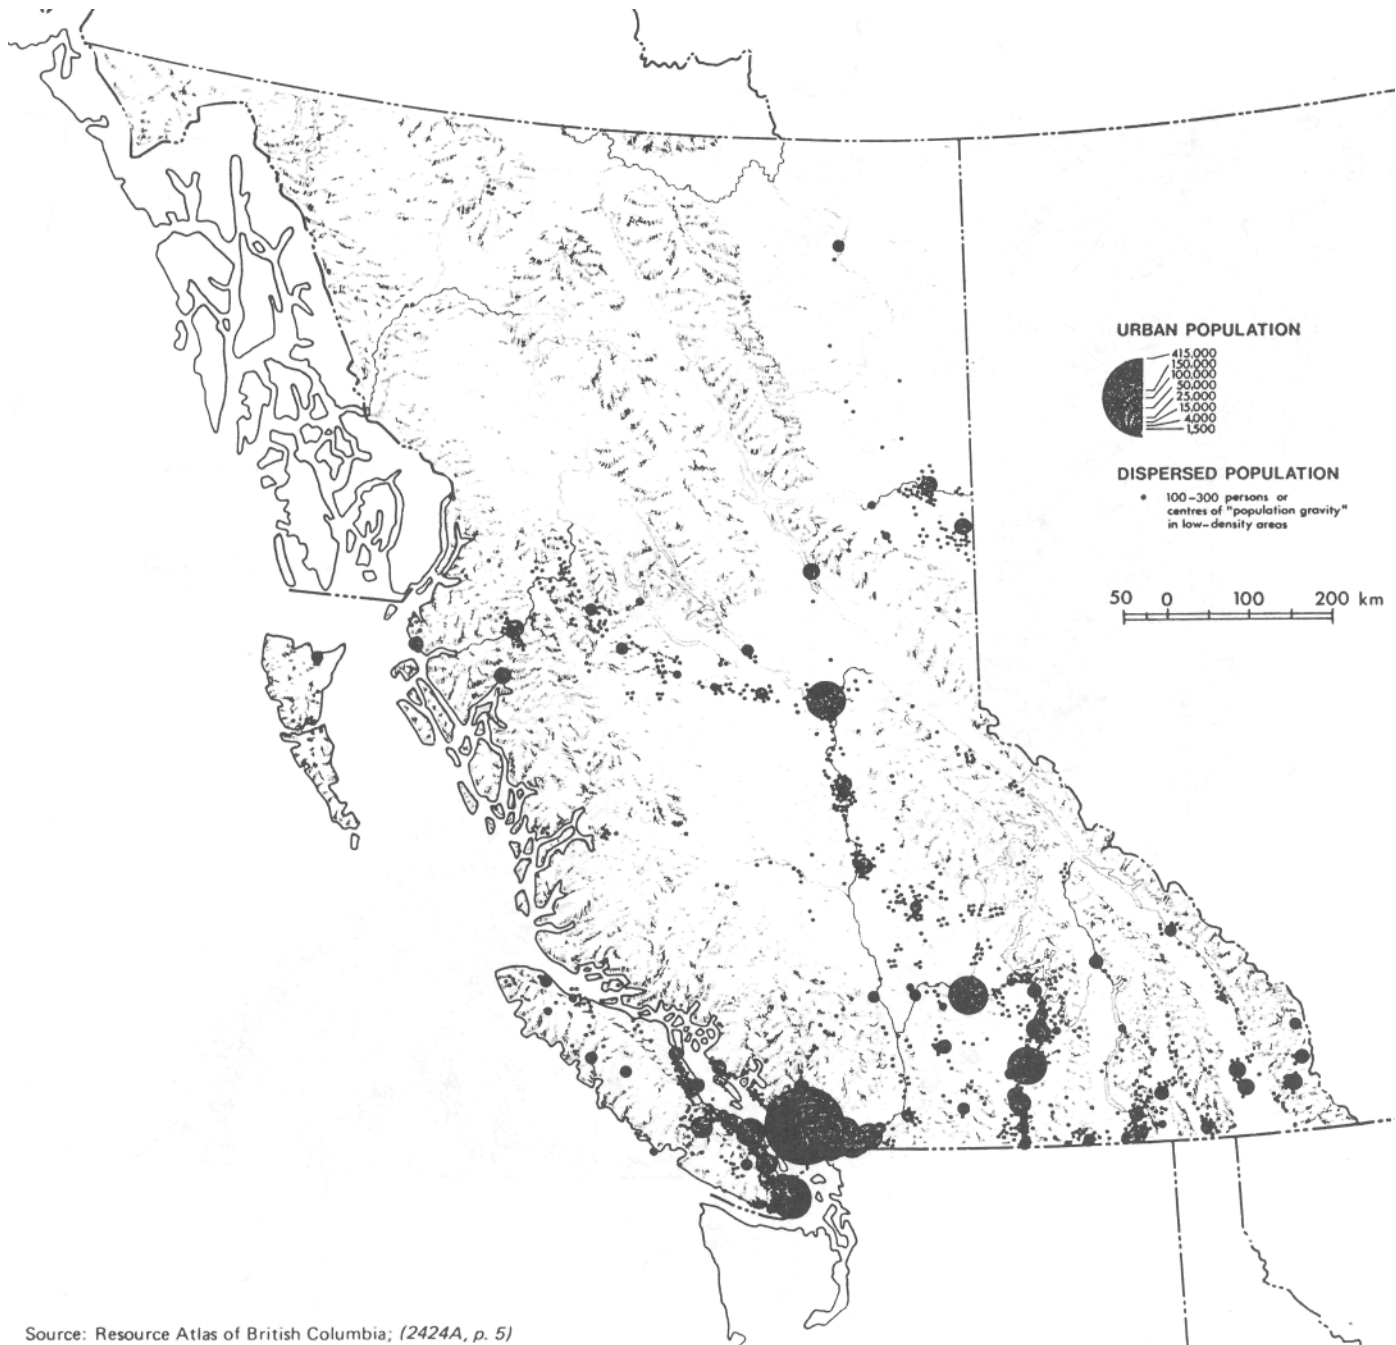 URBAN POPULATION
415,000
150,000
100,000
50,000
25,000
15,000
4,000
1,500
DISPERSED POPULATION
100–300 persons or
centres of "population gravity"
in low–density areas
50 0 100 200 km
Source: Resource Atlas of British Columbia; (2424A, p. 5)